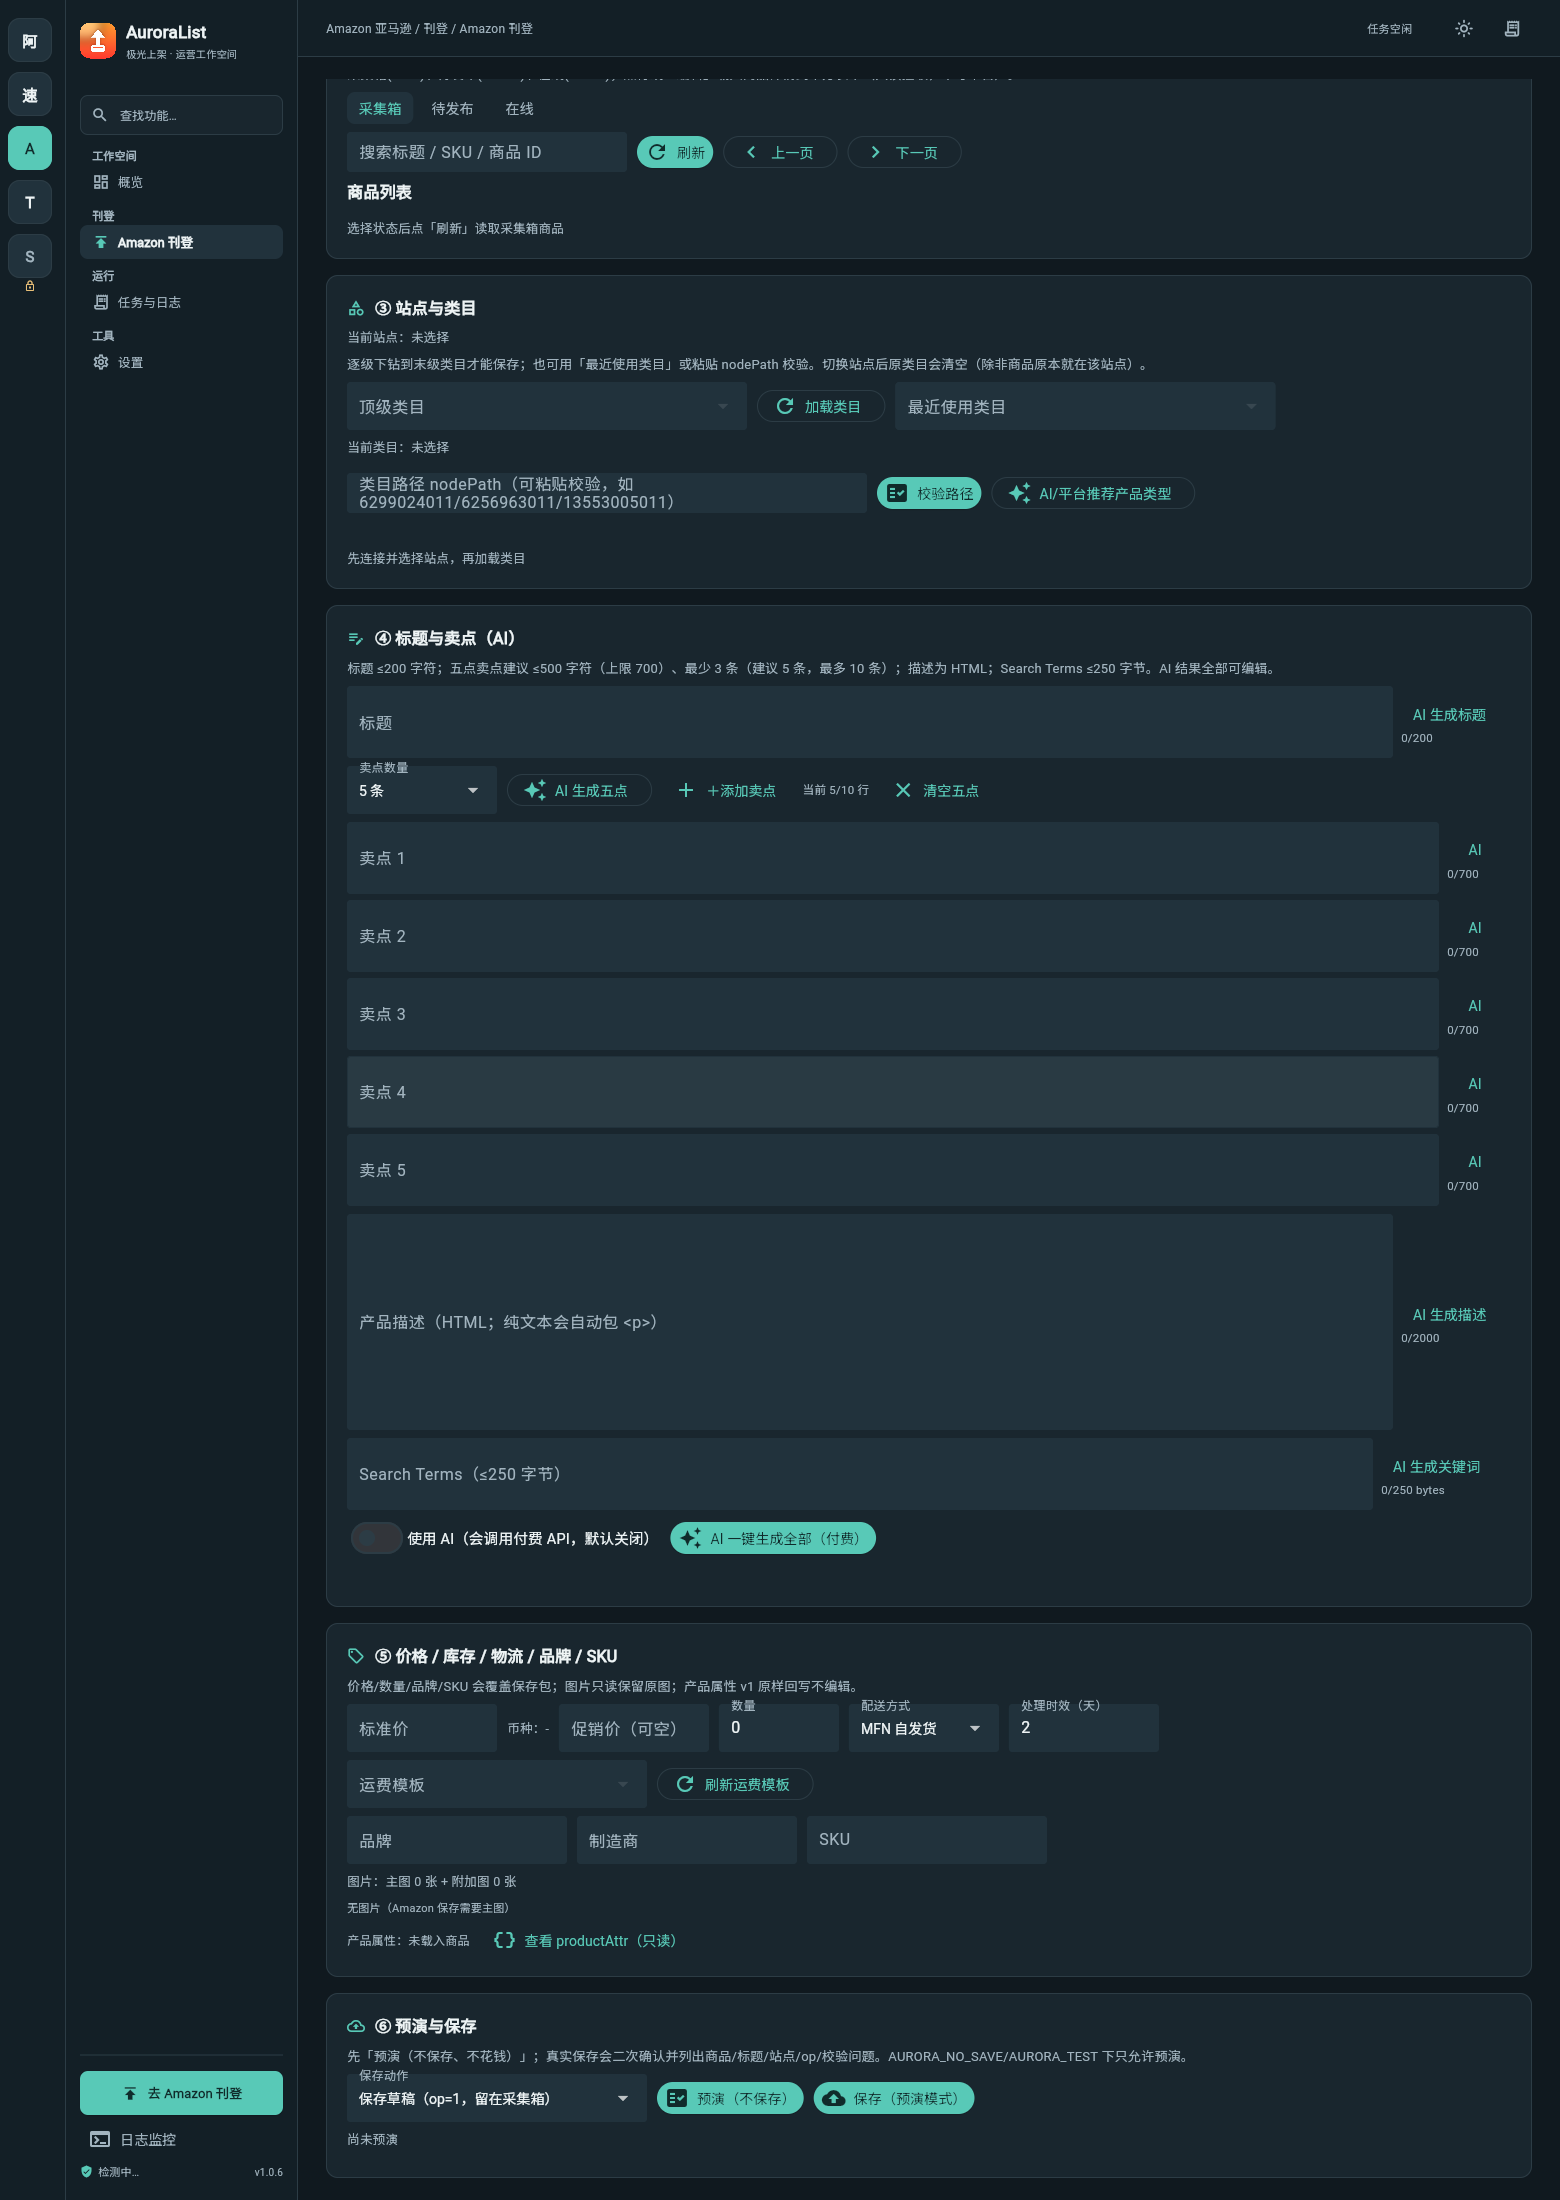 阿
速
A
T
S
AuroraList
极光上架 · 运营工作空间
查找功能...
工作空间
概览
刊登
Amazon 刊登
运行
任务与日志
工具
设置
去 Amazon 刊登
日志监控
检测中...
v1.0.6
Amazon 亚马逊 / 刊登 / Amazon 刊登
任务空闲
采集箱
待发布
在线
搜索标题 / SKU / 商品 ID
刷新
上一页
下一页
商品列表
选择状态后点「刷新」读取采集箱商品
③ 站点与类目
当前站点：未选择
逐级下钻到末级类目才能保存；也可用「最近使用类目」或粘贴 nodePath 校验。切换站点后原类目会清空（除非商品原本就在该站点）。
顶级类目
加载类目
最近使用类目
当前类目：未选择
类目路径 nodePath（可粘贴校验，如
6299024011/6256963011/13553005011）
校验路径
AI/平台推荐产品类型
先连接并选择站点，再加载类目
④ 标题与卖点（AI）
标题 ≤200 字符；五点卖点建议 ≤500 字符（上限 700）、最少 3 条（建议 5 条，最多 10 条）；描述为 HTML；Search Terms ≤250 字节。AI 结果全部可编辑。
标题
AI 生成标题
0/200
卖点数量
5 条
AI 生成五点
＋添加卖点
当前 5/10 行
清空五点
卖点 1
AI
0/700
卖点 2
AI
0/700
卖点 3
AI
0/700
卖点 4
AI
0/700
卖点 5
AI
0/700
产品描述（HTML；纯文本会自动包 <p>）
AI 生成描述
0/2000
Search Terms（≤250 字节）
AI 生成关键词
0/250 bytes
使用 AI（会调用付费 API，默认关闭）
AI 一键生成全部（付费）
⑤ 价格 / 库存 / 物流 / 品牌 / SKU
价格/数量/品牌/SKU 会覆盖保存包；图片只读保留原图；产品属性 v1 原样回写不编辑。
标准价
币种：-
促销价（可空）
数量
0
配送方式
MFN 自发货
处理时效（天）
2
运费模板
刷新运费模板
品牌
制造商
SKU
图片：主图 0 张 + 附加图 0 张
无图片（Amazon 保存需要主图）
产品属性：未载入商品
查看 productAttr（只读）
⑥ 预演与保存
先「预演（不保存、不花钱）」；真实保存会二次确认并列出商品/标题/站点/op/校验问题。AURORA_NO_SAVE/AURORA_TEST 下只允许预演。
保存动作
保存草稿（op=1，留在采集箱）
预演（不保存）
保存（预演模式）
尚未预演